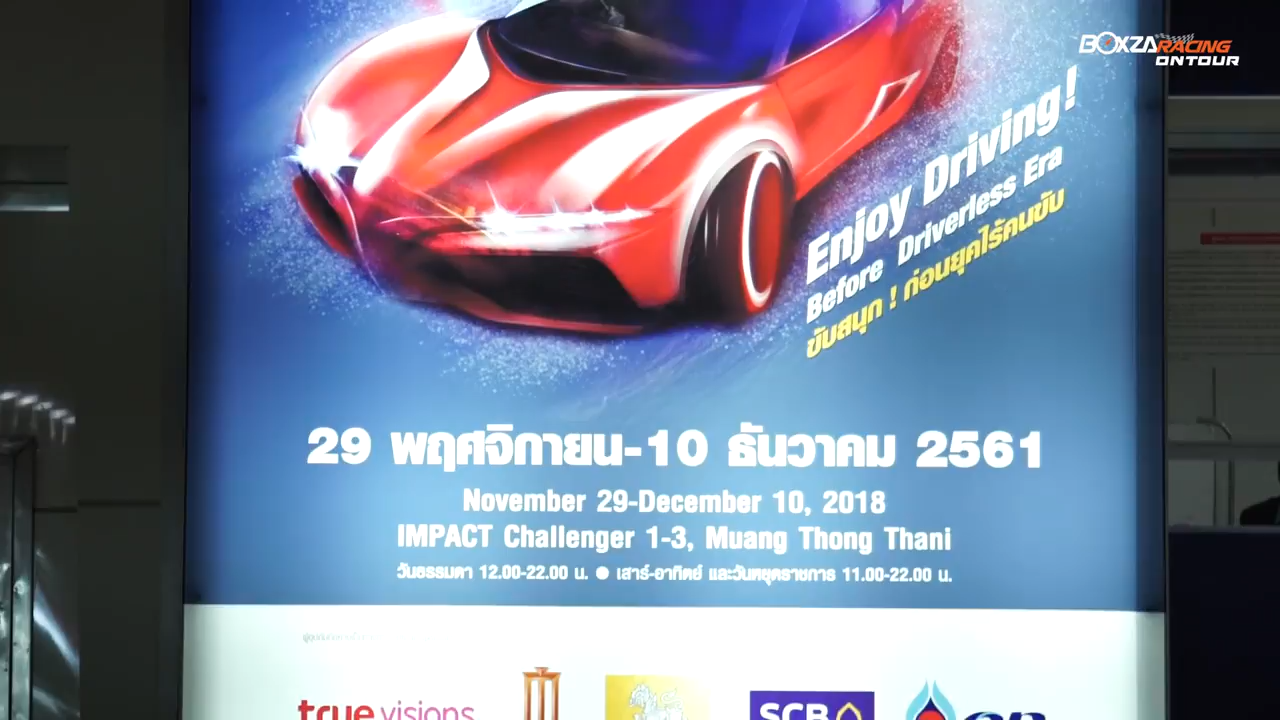 BOXZA RACING
ONTOUR
Enjoy Driving!
Before Driverless Era
ขับสนุก ! ก่อนยุคไร้คนขับ
29 พฤศจิกายน-10 ธันวาคม 2561
November 29-December 10, 2018
IMPACT Challenger 1-3, Muang Thong Thani
วันธรรมดา 12.00-22.00 น. ● เสาร์-อาทิตย์ และวันหยุดราชการ 11.00-22.00 น.
true visions
SCB